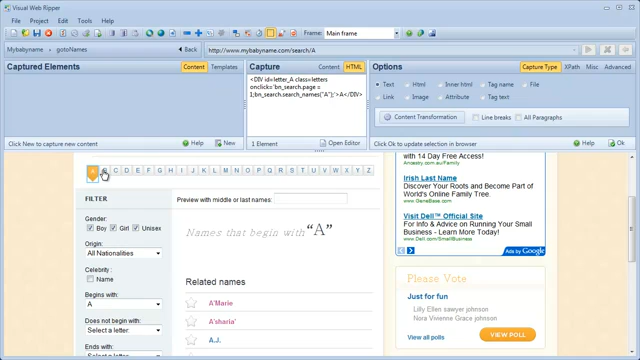 Visual Web Ripper
File Project Edit Tools Help
Frame: Main frame
Mybabyname gotoNames Back http://www.mybabyname.com/search/A
Captured Elements Content Templates
Click New to capture new content Help New
Capture Content HTML
<DIV id=letter_A class=letters
onclick='bn_search.page =
1;bn_search.search_names("A");'>A</DIV>
1 Element Open Editor
Options Capture Type XPath Misc Advanced
Text Html Inner html Tag name File
Link Image Attribute Tag text
Content Transformation Line breaks All Paragraphs
Click Ok to update selection in browser Help Ok
C D E F G H I J K L M N O P Q R S T U V W X Y Z
FILTER
Gender:
Boy Girl Unisex
Origin:
All Nationalities
Celebrity:
Name
Begins with:
A
Does not begin with:
Select a letter:
Ends with:
Select a letter:
Preview with middle or last names:
Names that begin with "A"
Related names
A'Marie
A'sharia'
A.J.
with 14 Day Free Access!
Ancestry.com.au/FreeTrial
Irish Last Name
Discover Your Roots and Become Part of
World's Online Family Tree.
www.GeneBase.com
Visit Dell™ Official Site
For Info & Advice on Running Your Small
Business - Learn More Today!
www.Dell.com/SmallBusiness
Ads by Google
Please Vote
Just for fun
Lilly Ellen sawyer johnson
Nora Vivienne Grace johnson
View all polls VIEW POLL